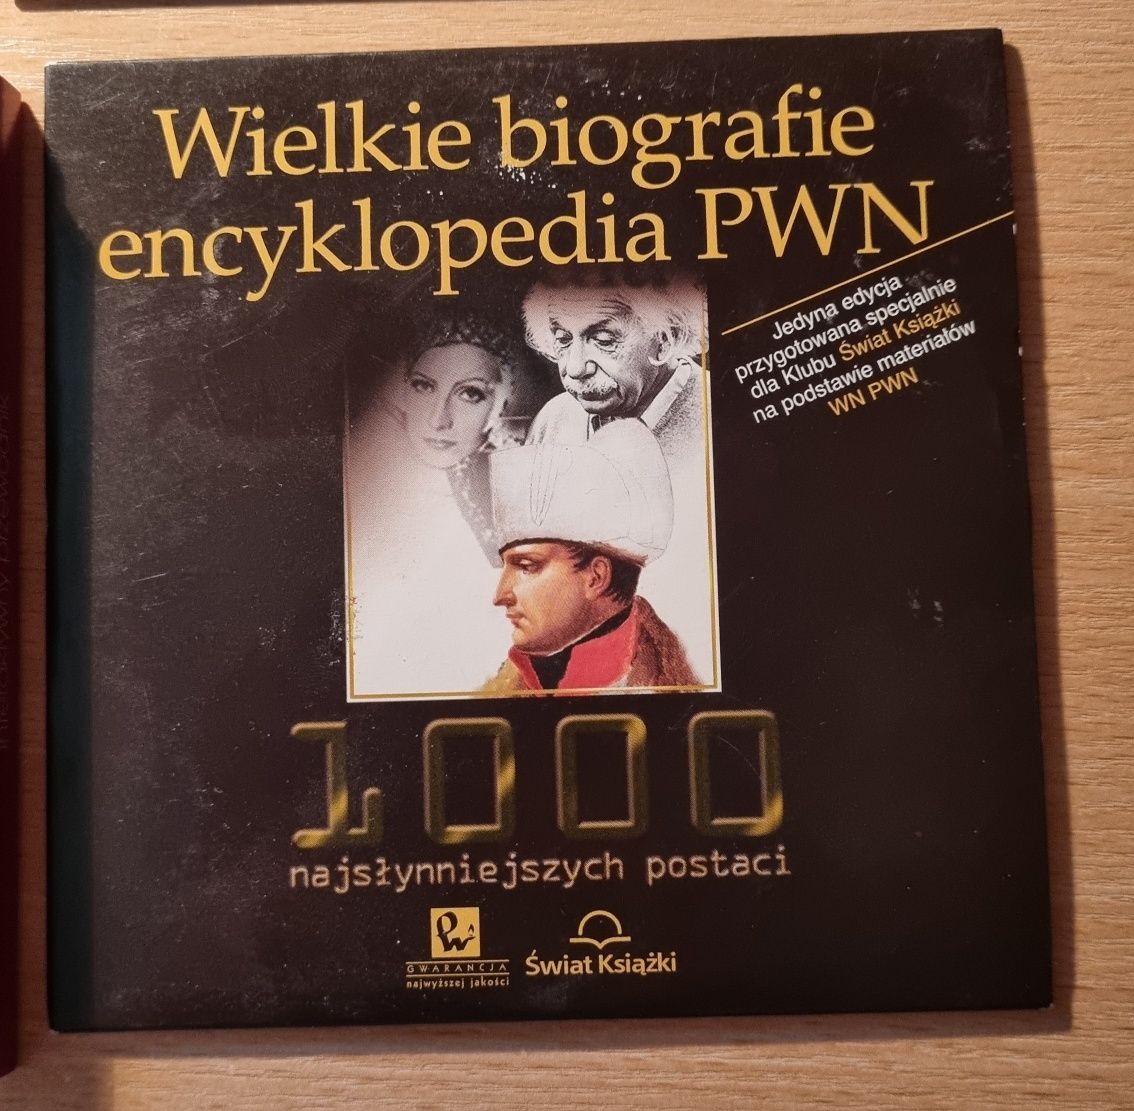 Wielkie biografie
encyklopedia PWN
Jedyna edycja
przygotowana specjalnie
dla Klubu Świat Książki
na podstawie materiałów
WN PWN
1000
najsłynniejszych postaci
PW
GWARANCJA
najwyższej jakości
Świat Książki